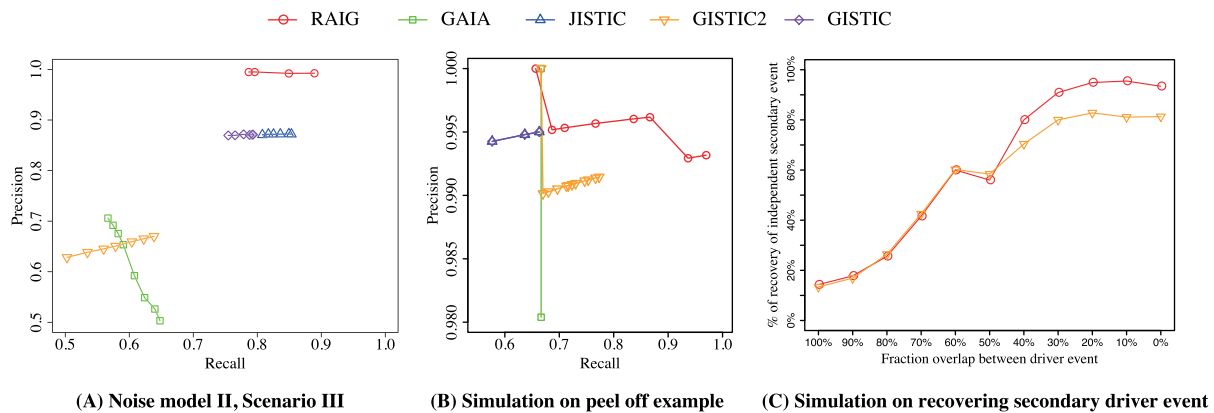 RAIG GAIA JISTIC GISTIC2 GISTIC
Precision
1.0
0.9
0.8
0.7
0.6
0.5
0.5 0.6 0.7 0.8 0.9 1.0
Recall
(A) Noise model II, Scenario III
Precision
1.000
0.995
0.990
0.985
0.980
0.6 0.7 0.8 0.9 1.0
Recall
(B) Simulation on peel off example
% of recovery of independent secondary event
100%
80%
60%
40%
20%
0%
100% 90% 80% 70% 60% 50% 40% 30% 20% 10% 0%
Fraction overlap between driver event
(C) Simulation on recovering secondary driver event